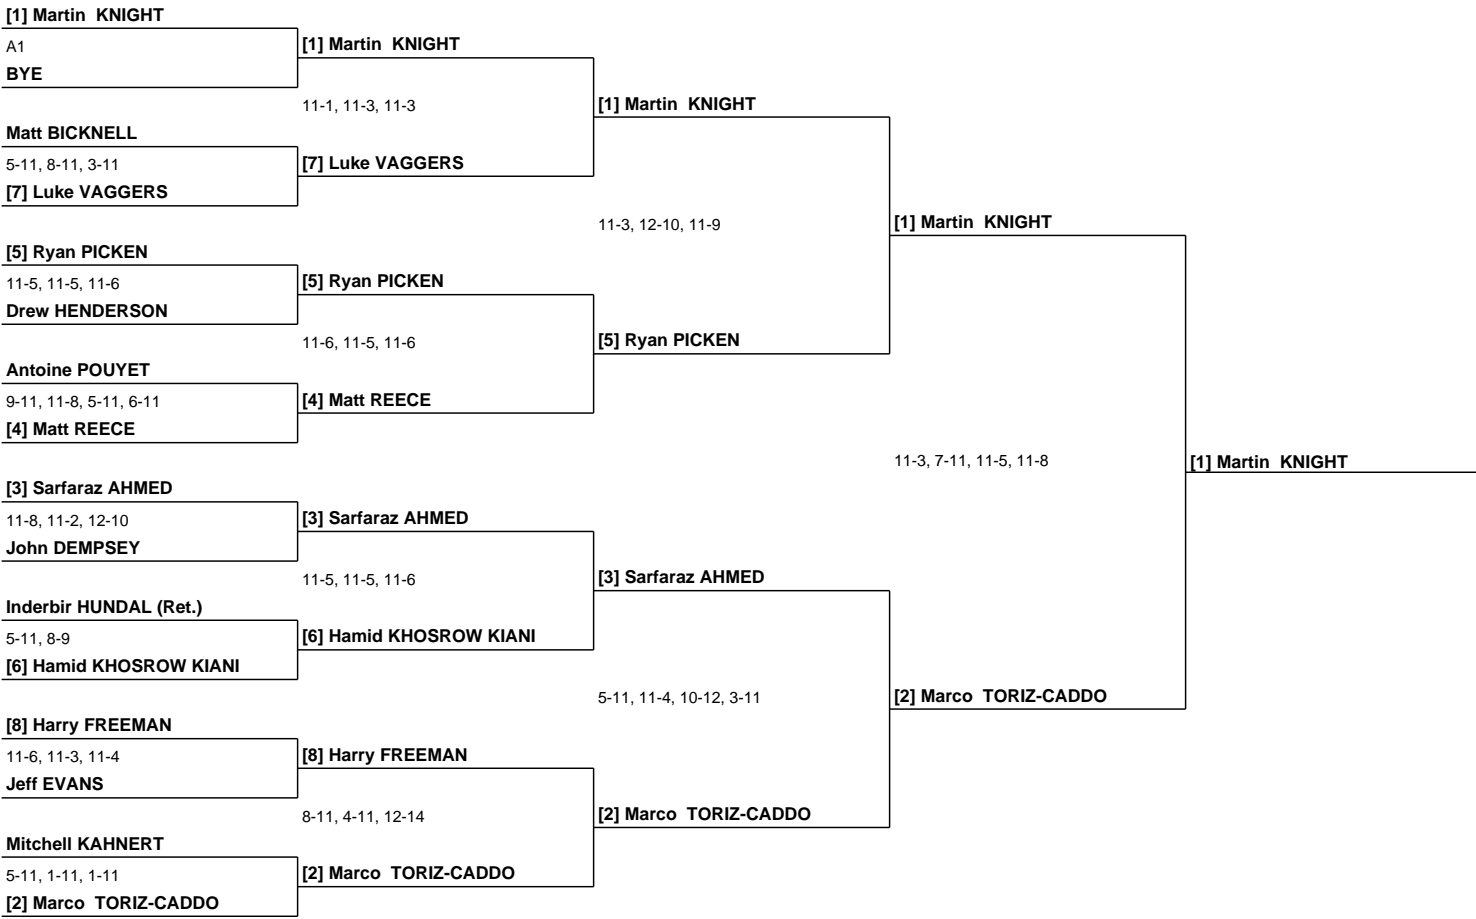 [1] Martin KNIGHT
A1
BYE
Matt BICKNELL
5-11, 8-11, 3-11
[7] Luke VAGGERS
[5] Ryan PICKEN
11-5, 11-5, 11-6
Drew HENDERSON
Antoine POUYET
9-11, 11-8, 5-11, 6-11
[4] Matt REECE
[3] Sarfaraz AHMED
11-8, 11-2, 12-10
John DEMPSEY
Inderbir HUNDAL (Ret.)
5-11, 8-9
[6] Hamid KHOSROW KIANI
[8] Harry FREEMAN
11-6, 11-3, 11-4
Jeff EVANS
Mitchell KAHNERT
5-11, 1-11, 1-11
[2] Marco TORIZ-CADDO
[1] Martin KNIGHT
11-1, 11-3, 11-3
[7] Luke VAGGERS
[5] Ryan PICKEN
11-6, 11-5, 11-6
[4] Matt REECE
[3] Sarfaraz AHMED
11-5, 11-5, 11-6
[6] Hamid KHOSROW KIANI
[8] Harry FREEMAN
8-11, 4-11, 12-14
[2] Marco TORIZ-CADDO
[1] Martin KNIGHT
11-3, 12-10, 11-9
[5] Ryan PICKEN
[3] Sarfaraz AHMED
5-11, 11-4, 10-12, 3-11
[2] Marco TORIZ-CADDO
[1] Martin KNIGHT
11-3, 7-11, 11-5, 11-8
[2] Marco TORIZ-CADDO
[1] Martin KNIGHT